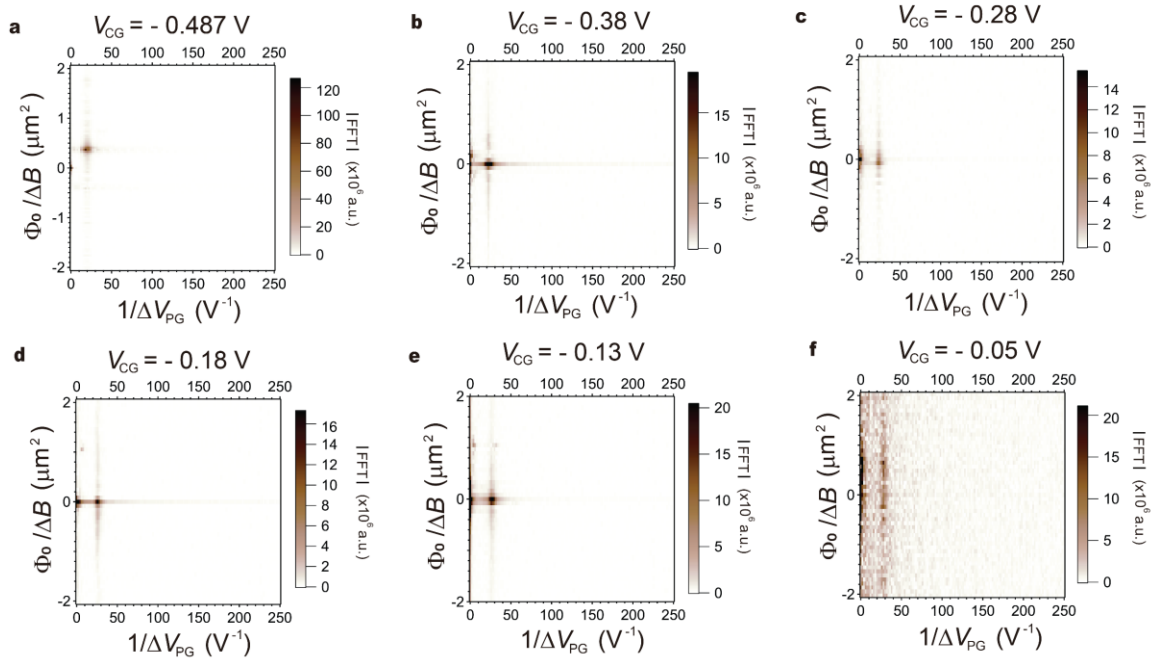 a
V_CG = - 0.487 V
0 50 100 150 200 250
2
0
-1
-2
Φ₀/ΔB (μm²)
0 50 100 150 200 250
1/ΔV_PG (V⁻¹)
120
100
80
60
40
20
0
|FFT| (x10⁶ a.u.)
b
V_CG = - 0.38 V
0 50 100 150 200 250
2
0
-2
Φ₀/ΔB (μm²)
0 50 100 150 200 250
1/ΔV_PG (V⁻¹)
15
10
5
0
|FFT| (x10⁶ a.u.)
c
V_CG = - 0.28 V
0 50 100 150 200 250
2
0
-2
Φ₀/ΔB (μm²)
0 50 100 150 200 250
1/ΔV_PG (V⁻¹)
14
12
10
8
6
4
2
0
|FFT| (x10⁶ a.u.)
d
V_CG = - 0.18 V
0 50 100 150 200 250
2
0
-2
Φ₀/ΔB (μm²)
0 50 100 150 200 250
1/ΔV_PG (V⁻¹)
16
14
12
10
8
6
4
2
0
|FFT| (x10⁶ a.u.)
e
V_CG = - 0.13 V
0 50 100 150 200 250
2
0
-2
Φ₀/ΔB (μm²)
0 50 100 150 200 250
1/ΔV_PG (V⁻¹)
20
15
10
5
0
|FFT| (x10⁶ a.u.)
f
V_CG = - 0.05 V
0 50 100 150 200 250
2
0
-2
Φ₀/ΔB (μm²)
0 50 100 150 200 250
1/ΔV_PG (V⁻¹)
20
15
10
5
0
|FFT| (x10⁶ a.u.)